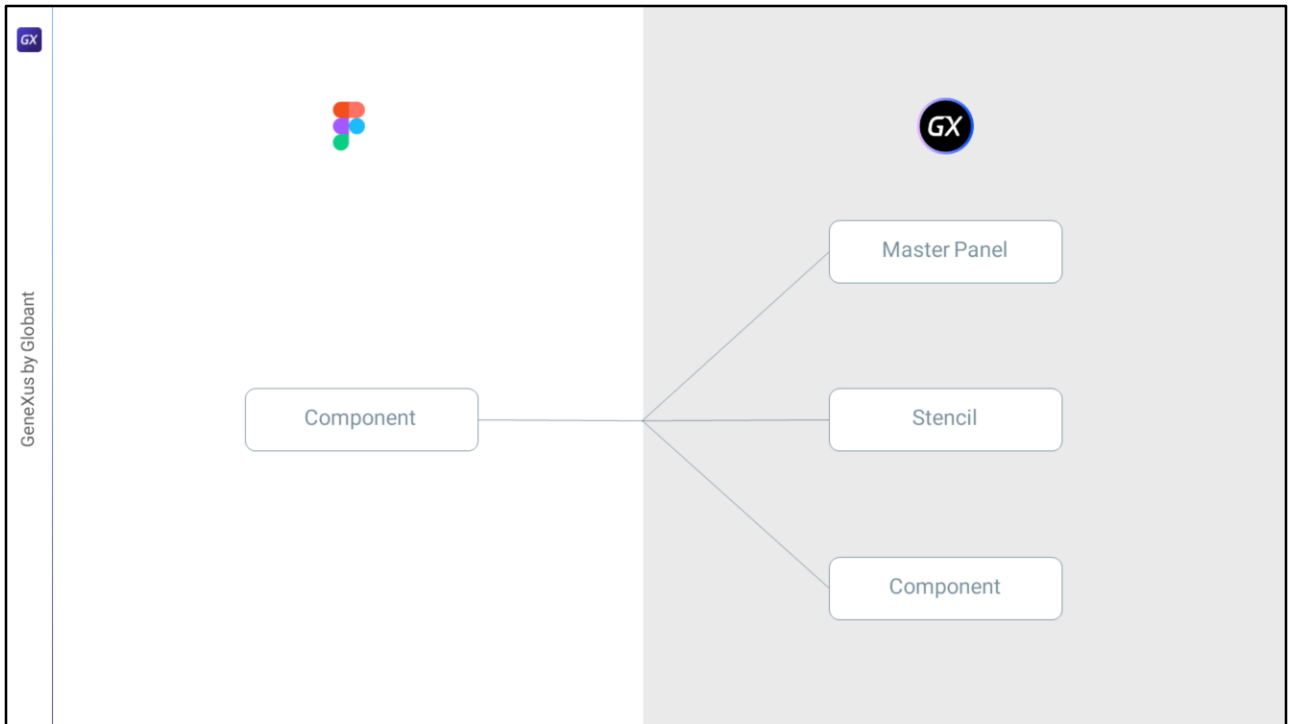 GX
GeneXus by Globant
GX
Master Panel
Component
Stencil
Component